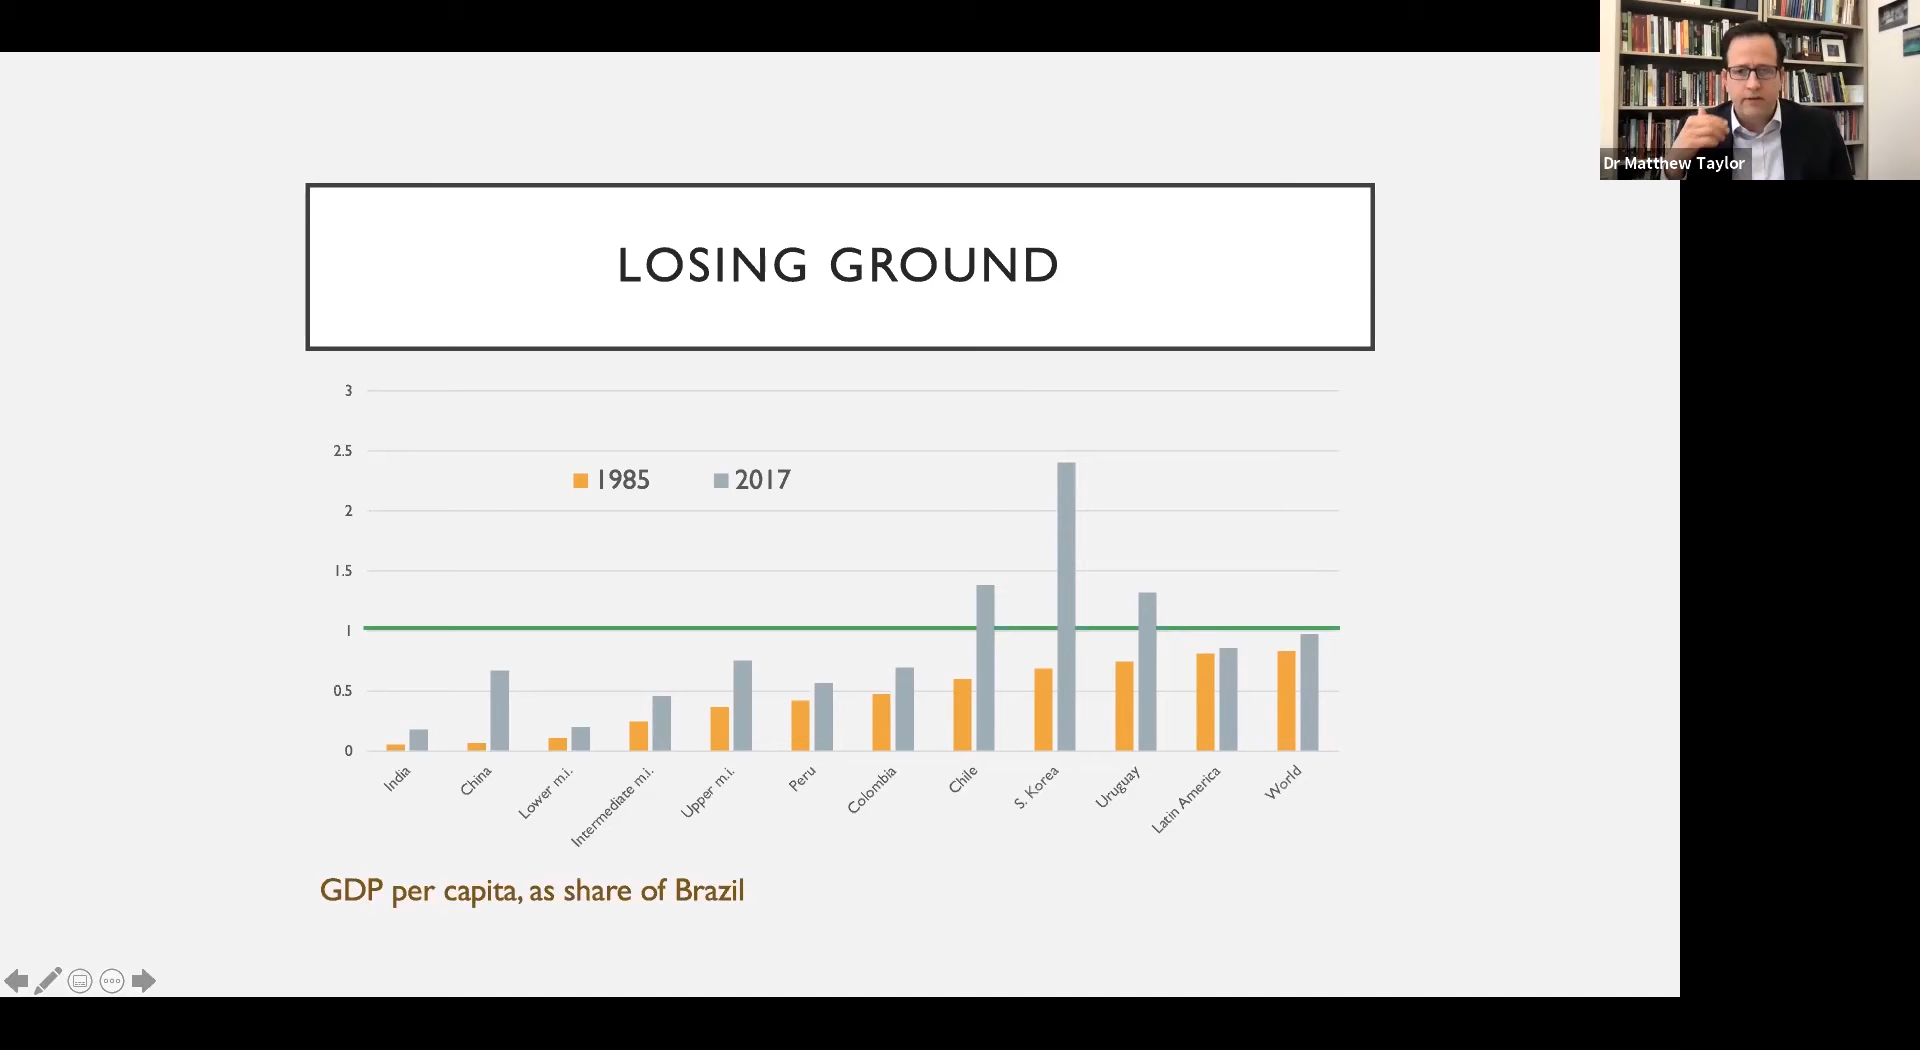 Dr Matthew Taylor
LOSING GROUND
3
2.5
2
1.5
1
0.5
0
1985
2017
India
China
Lower m.i.
Intermediate m.i.
Upper m.i.
Peru
Colombia
Chile
S. Korea
Uruguay
Latin America
World
GDP per capita, as share of Brazil